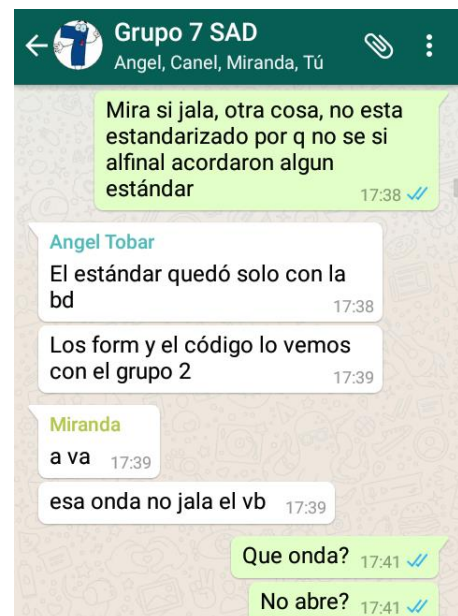 Grupo 7 SAD
Angel, Canel, Miranda, Tú
Mira si jala, otra cosa, no esta
estandarizado por q no se si
alfinal acordaron algun
estándar
17:38
Angel Tobar
El estándar quedó solo con la
bd
17:38
Los form y el código lo vemos
con el grupo 2
17:39
Miranda
a va 17:39
esa onda no jala el vb 17:39
Que onda? 17:41
No abre? 17:41